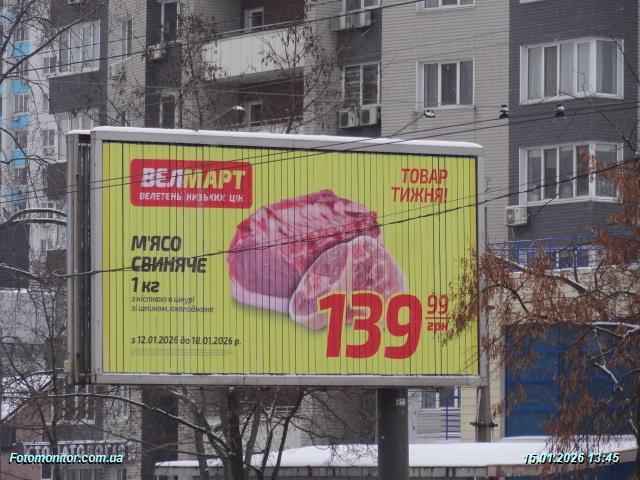 ВЕЛМАРТ
ВЕЛЕТЕНЬ НИЗЬКИХ ЦІН
ТОВАР
ТИЖНЯ!
М'ЯСО
СВИНЯЧЕ
1 КГ
з кісткою в шкурі
зі шпиком, охолоджене
139 99
грн
з 12.01.2026 до 18.01.2026 р.
Fotomonitor.com.ua
15.01.2026 13:45